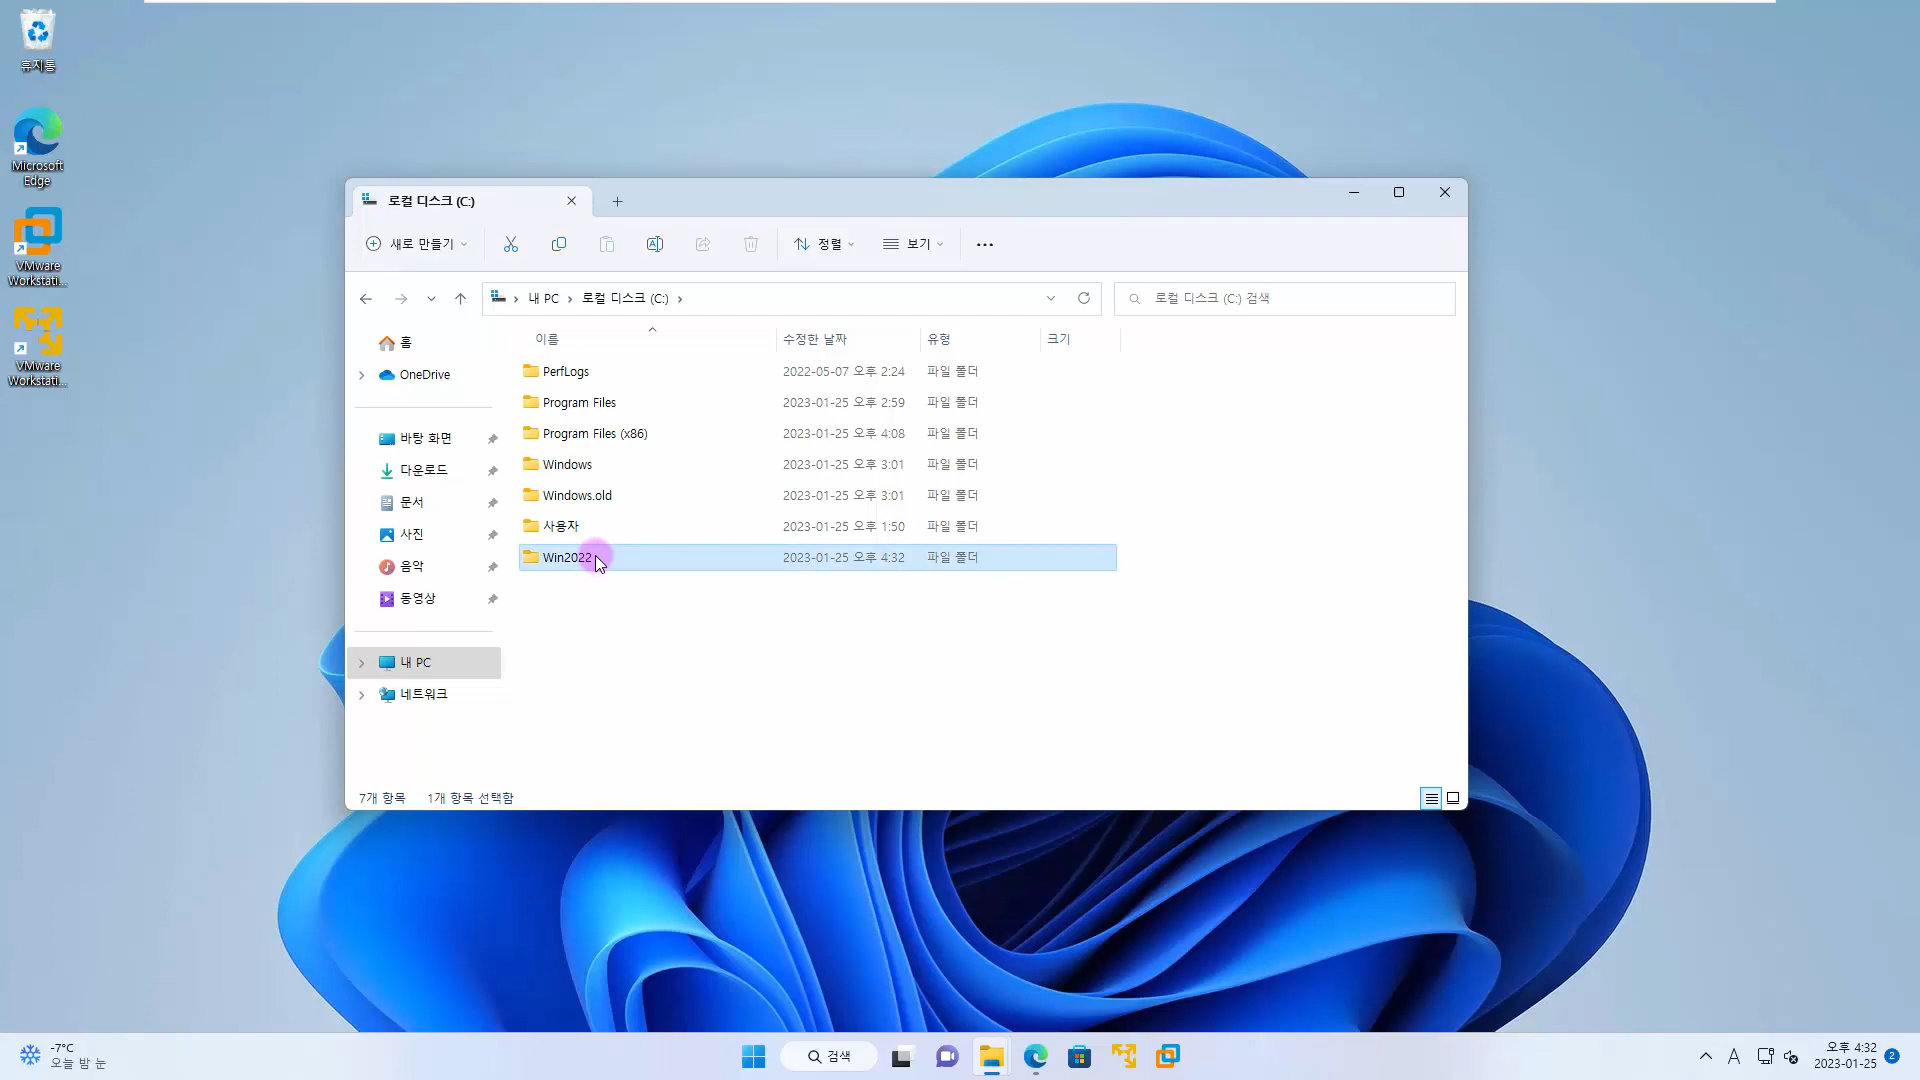 휴지통
Microsoft
Edge
VMware
Workstati...
VMware
Workstati...
로컬 디스크 (C:)
새로 만들기
정렬
보기
내 PC
로컬 디스크 (C:)
로컬 디스크 (C:) 검색
홈
OneDrive
바탕 화면
다운로드
문서
사진
음악
동영상
내 PC
네트워크
이름 수정한 날짜 유형 크기
PerfLogs 2022-05-07 오후 2:24 파일 폴더
Program Files 2023-01-25 오후 2:59 파일 폴더
Program Files (x86) 2023-01-25 오후 4:08 파일 폴더
Windows 2023-01-25 오후 3:01 파일 폴더
Windows.old 2023-01-25 오후 3:01 파일 폴더
사용자 2023-01-25 오후 1:50 파일 폴더
Win2022 2023-01-25 오후 4:32 파일 폴더
7개 항목 1개 항목 선택함
-7°C
오늘 밤 눈
검색
A
오후 4:32
2023-01-25
2